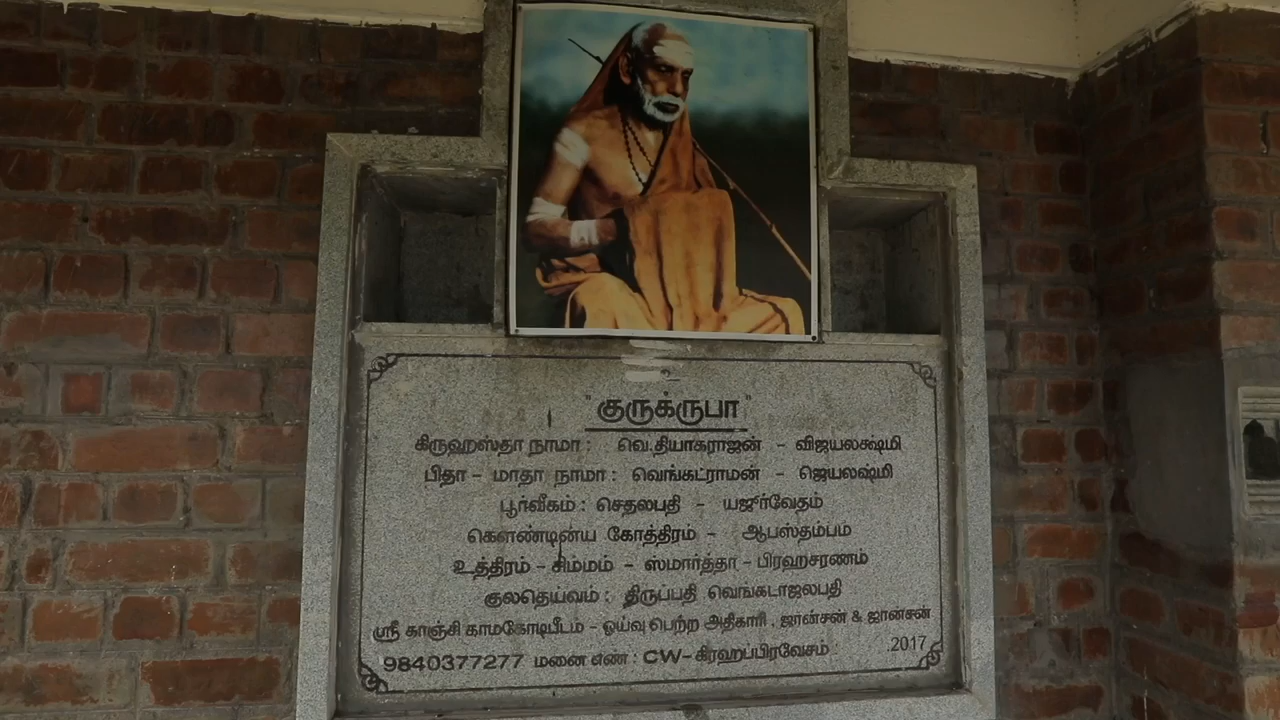 உ
"குருக்ருபா"
கிருஹஸ்தா நாமா : வெ.தியாகராஜன் - விஜயலக்ஷ்மி
பிதா - மாதா நாமா : வெங்கட்ராமன் - ஜெயலஷ்மி
பூர்வீகம் : செதலபதி - யஜூர்வேதம்
கௌண்டின்ய கோத்திரம் - ஆபஸ்தம்பம்
உத்திரம் - சிம்மம் - ஸ்மார்த்தா - பிரஹசரணம்
குலதெய்வம் : திருப்பதி வெங்கடாஜலபதி
ஸ்ரீ காஞ்சி காமகோடிபீடம் - ஓய்வு பெற்ற அதிகாரி , ஜான்சன் & ஜான்சன்
9840377277 மனை எண் : CW- கிரஹப்பிரவேசம் : .2017